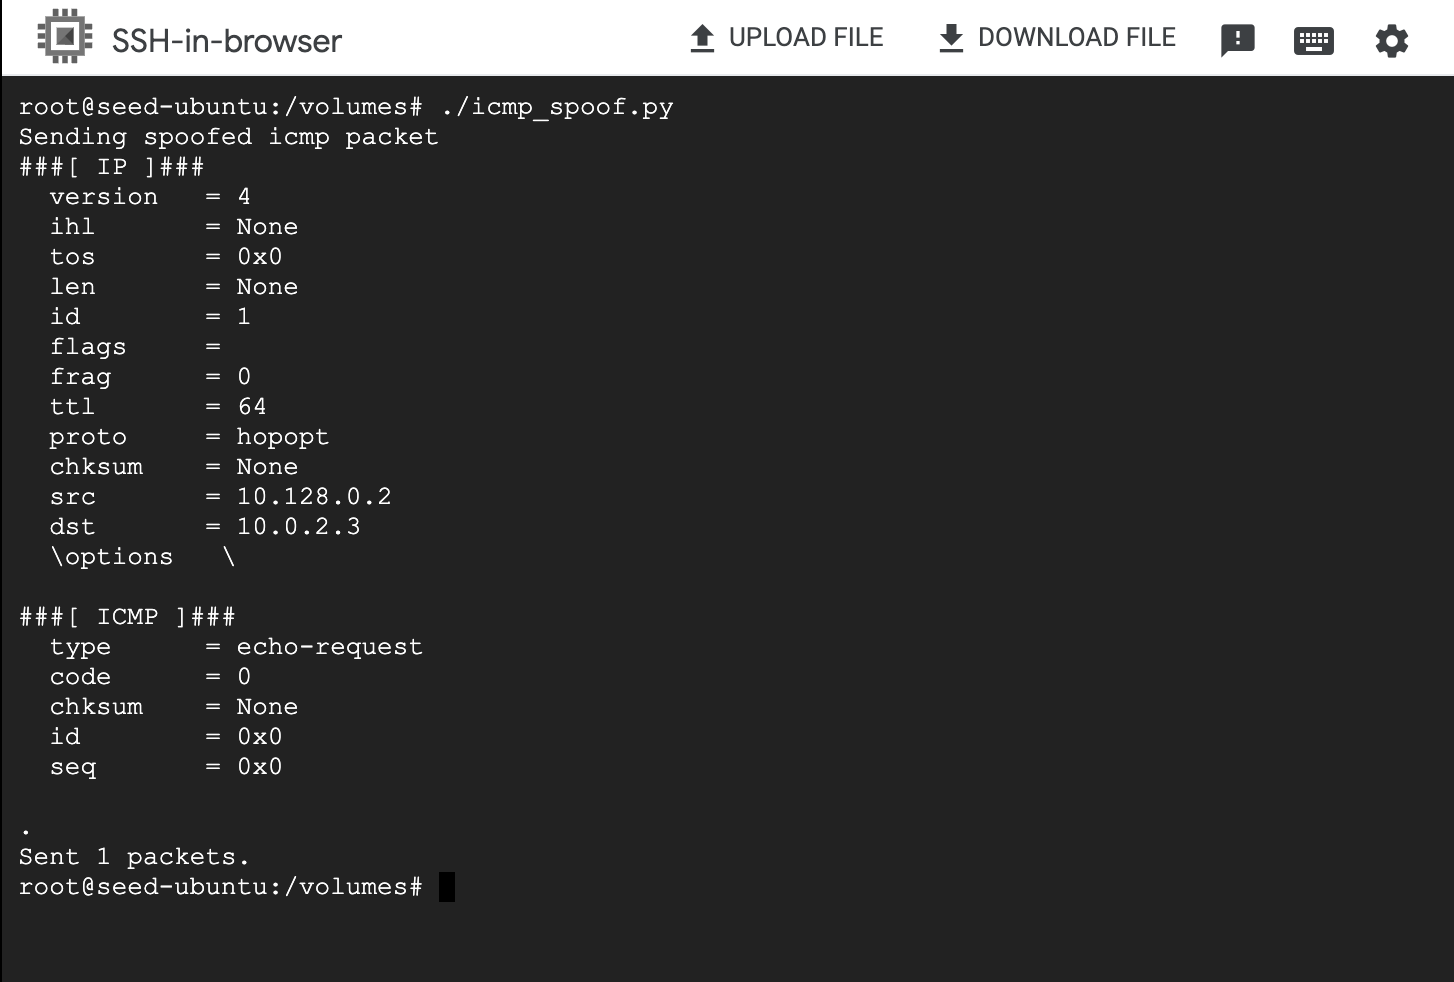 SSH-in-browser UPLOAD FILE DOWNLOAD FILE
root@seed-ubuntu:/volumes# ./icmp_spoof.py
Sending spoofed icmp packet
###[ IP ]###
  version   = 4
  ihl       = None
  tos       = 0x0
  len       = None
  id        = 1
  flags     =
  frag      = 0
  ttl       = 64
  proto     = hopopt
  chksum    = None
  src       = 10.128.0.2
  dst       = 10.0.2.3
  \options   \
###[ ICMP ]###
  type      = echo-request
  code      = 0
  chksum    = None
  id        = 0x0
  seq       = 0x0
.
Sent 1 packets.
root@seed-ubuntu:/volumes#